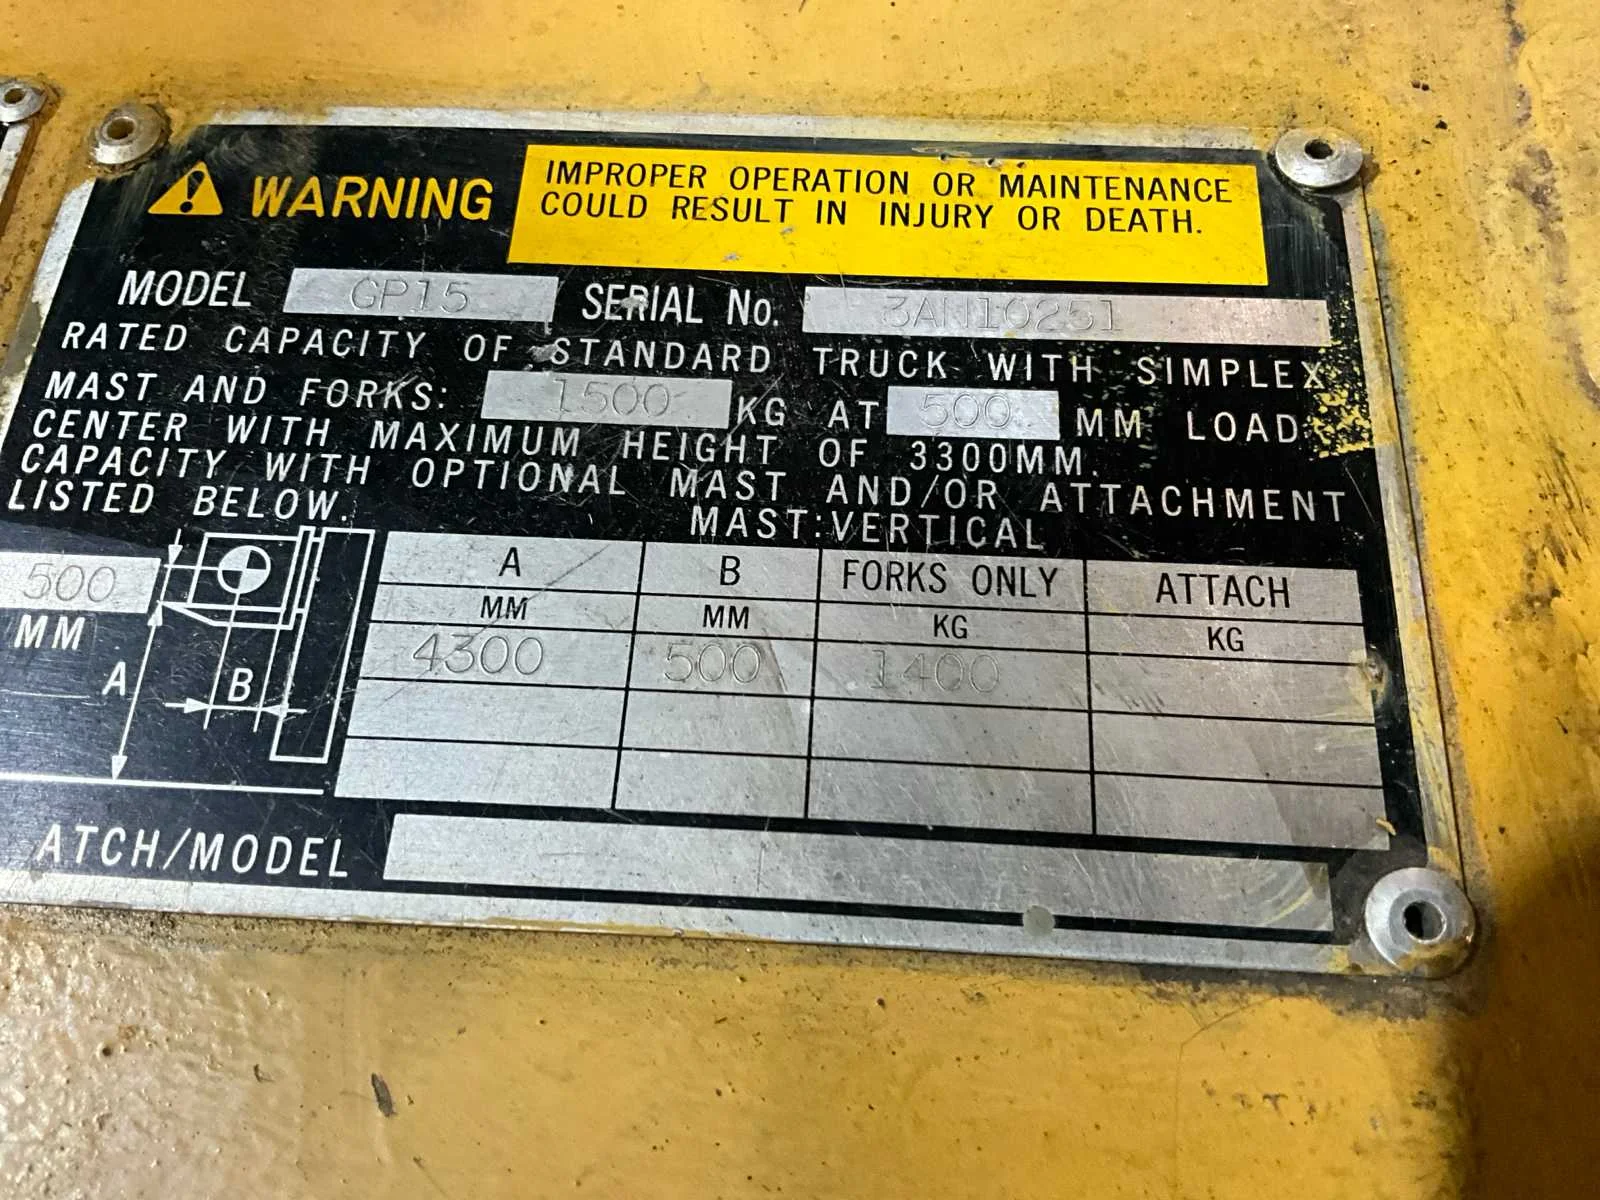 WARNING
IMPROPER OPERATION OR MAINTENANCE
COULD RESULT IN INJURY OR DEATH.
MODEL GP15 SERIAL No. 3AN10251
RATED CAPACITY OF STANDARD TRUCK WITH SIMPLEX
MAST AND FORKS: 1500 KG AT 500 MM LOAD
CENTER WITH MAXIMUM HEIGHT OF 3300MM.
CAPACITY WITH OPTIONAL MAST AND/OR ATTACHMENT
LISTED BELOW. MAST:VERTICAL
500
MM
A
B
A B FORKS ONLY ATTACH
MM MM KG KG
4300 500 1400
ATCH/MODEL